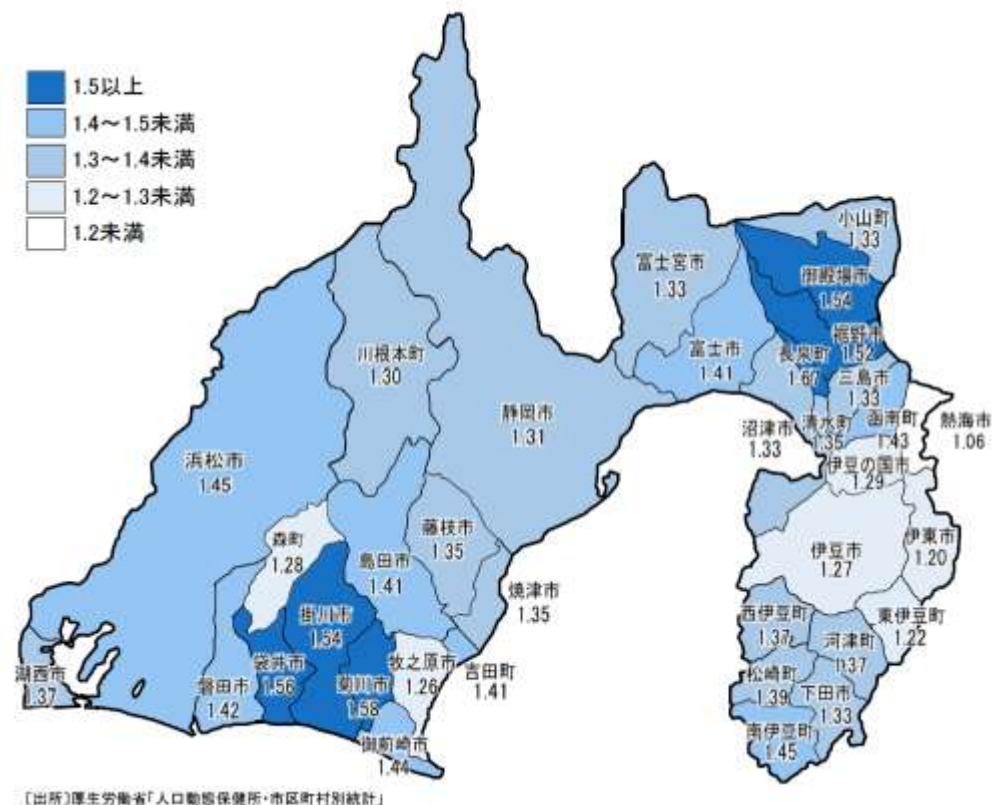 1.5以上
1.4～1.5未満
1.3～1.4未満
1.2～1.3未満
1.2未満
小山町
1.33
富士宮市
1.33
御殿場市
1.54
裾野市
1.52
富士市
1.41
長泉町
1.67
三島市
1.33
川根本町
1.30
静岡市
1.31
沼津市
1.33
清水町
1.35
函南町
1.43
熱海市
1.06
浜松市
1.45
伊豆の国市
1.29
森町
1.28
島田市
1.41
藤枝市
1.35
伊豆市
1.27
伊東市
1.20
焼津市
1.35
掛川市
1.54
西伊豆町
1.37
東伊豆町
1.22
河津町
1.37
湖西市
1.37
磐田市
1.42
袋井市
1.56
菊川市
1.58
牧之原市
1.26
吉田町
1.41
松崎町
1.39
下田市
1.33
御前崎市
1.44
南伊豆町
1.45
［出所］厚生労働省「人口動態保健所・市区町村別統計」